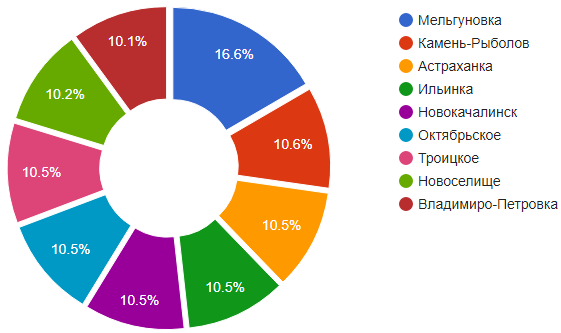 16.6%
10.6%
10.5%
10.5%
10.5%
10.5%
10.5%
10.2%
10.1%
Мельгуновка
Камень-Рыболов
Астраханка
Ильинка
Новокачалинск
Октябрьское
Троицкое
Новоселище
Владимиро-Петровка